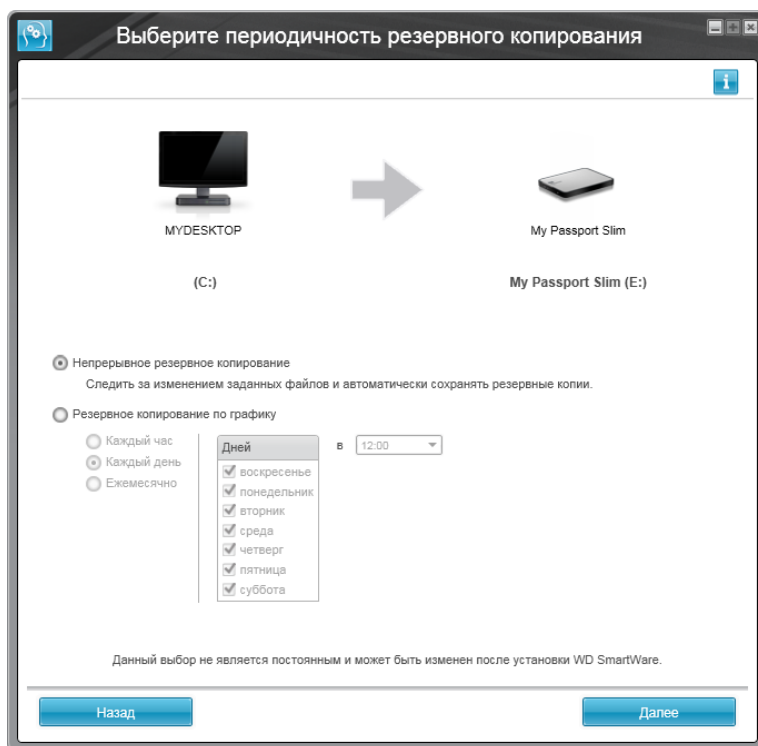 Выберите периодичность резервного копирования
MYDESKTOP
My Passport Slim
(C:)
My Passport Slim (E:)
Непрерывное резервное копирование
Следить за изменением заданных файлов и автоматически сохранять резервные копии.
Резервное копирование по графику
Каждый час
Каждый день
Ежемесячно
Дней
воскресенье
понедельник
вторник
среда
четверг
пятница
суббота
в 12:00
Данный выбор не является постоянным и может быть изменен после установки WD SmartWare.
Назад
Далее